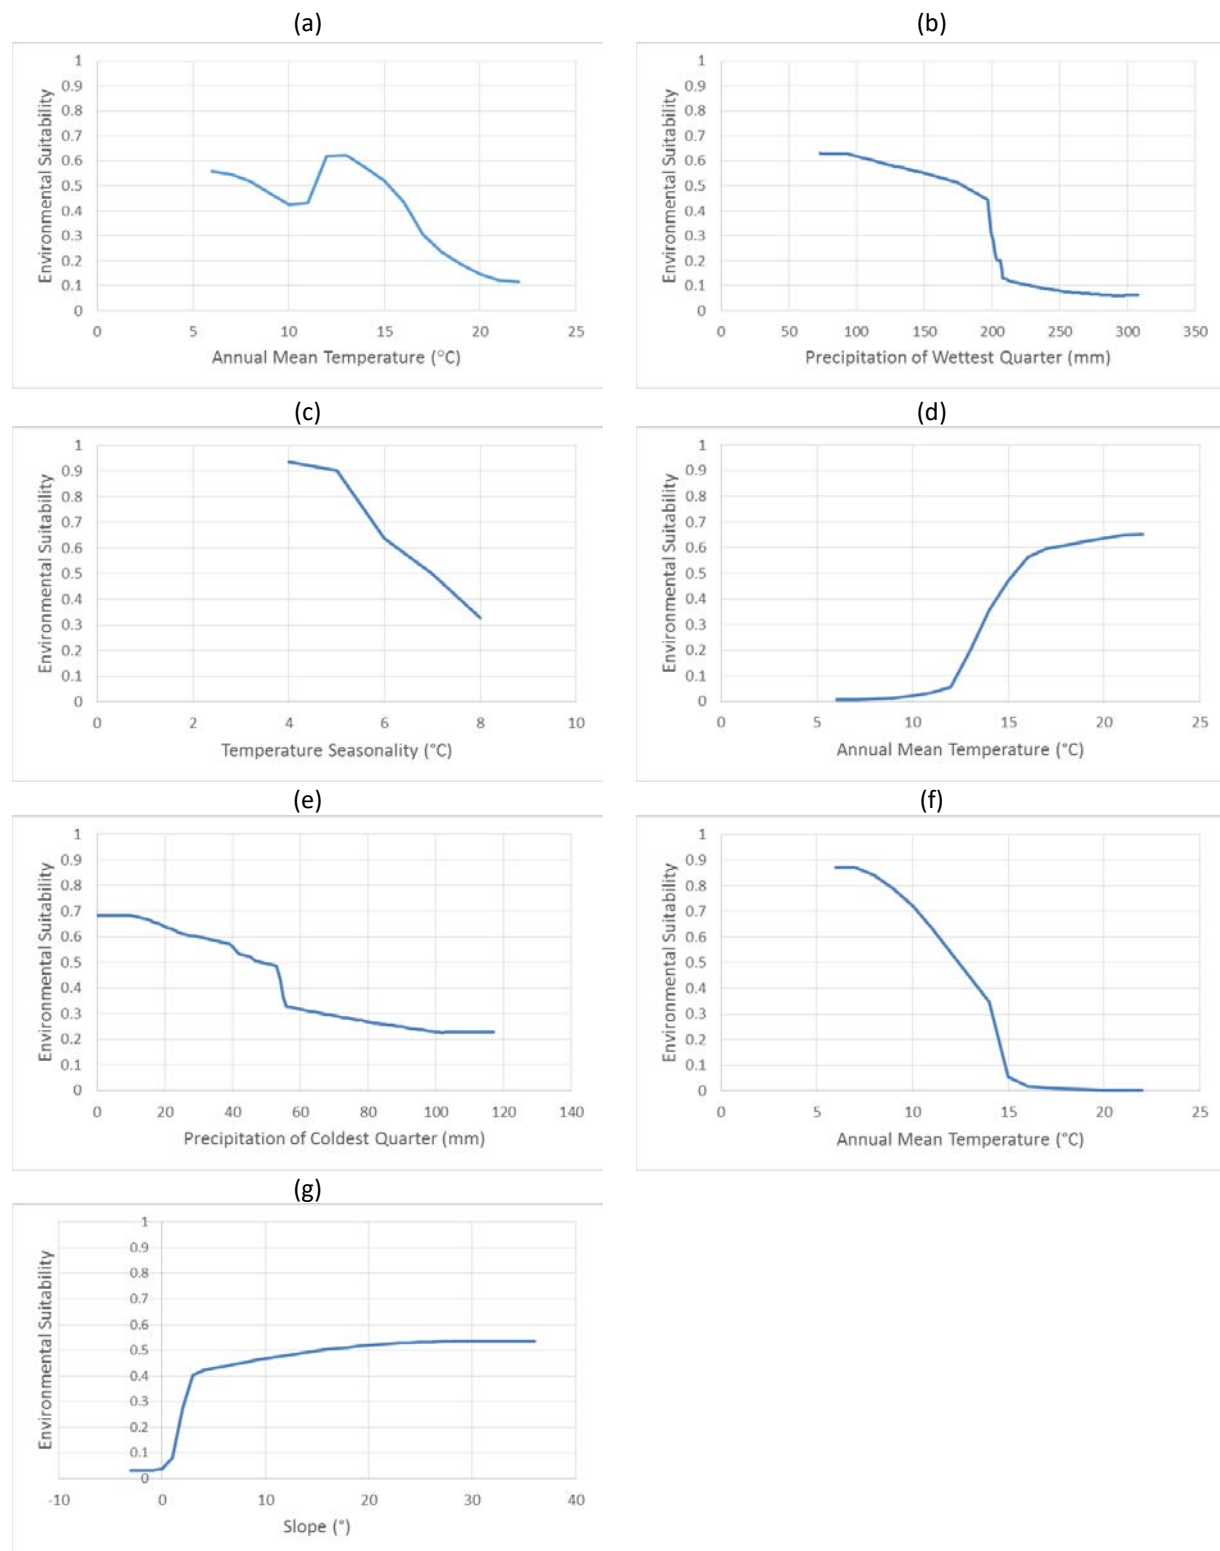 (a)
1
0.9
0.8
0.7
0.6
0.5
0.4
0.3
0.2
0.1
0
Environmental Suitability
0 5 10 15 20 25
Annual Mean Temperature (°C)
(b)
1
0.9
0.8
0.7
0.6
0.5
0.4
0.3
0.2
0.1
0
Environmental Suitability
0 50 100 150 200 250 300 350
Precipitation of Wettest Quarter (mm)
(c)
1
0.9
0.8
0.7
0.6
0.5
0.4
0.3
0.2
0.1
0
Environmental Suitability
0 2 4 6 8 10
Temperature Seasonality (°C)
(d)
1
0.9
0.8
0.7
0.6
0.5
0.4
0.3
0.2
0.1
0
Environmental Suitability
0 5 10 15 20 25
Annual Mean Temperature (°C)
(e)
1
0.9
0.8
0.7
0.6
0.5
0.4
0.3
0.2
0.1
0
Environmental Suitability
0 20 40 60 80 100 120 140
Precipitation of Coldest Quarter (mm)
(f)
1
0.9
0.8
0.7
0.6
0.5
0.4
0.3
0.2
0.1
0
Environmental Suitability
0 5 10 15 20 25
Annual Mean Temperature (°C)
(g)
1
0.9
0.8
0.7
0.6
0.5
0.4
0.3
0.2
0.1
0
Environmental Suitability
-10 0 10 20 30 40
Slope (°)